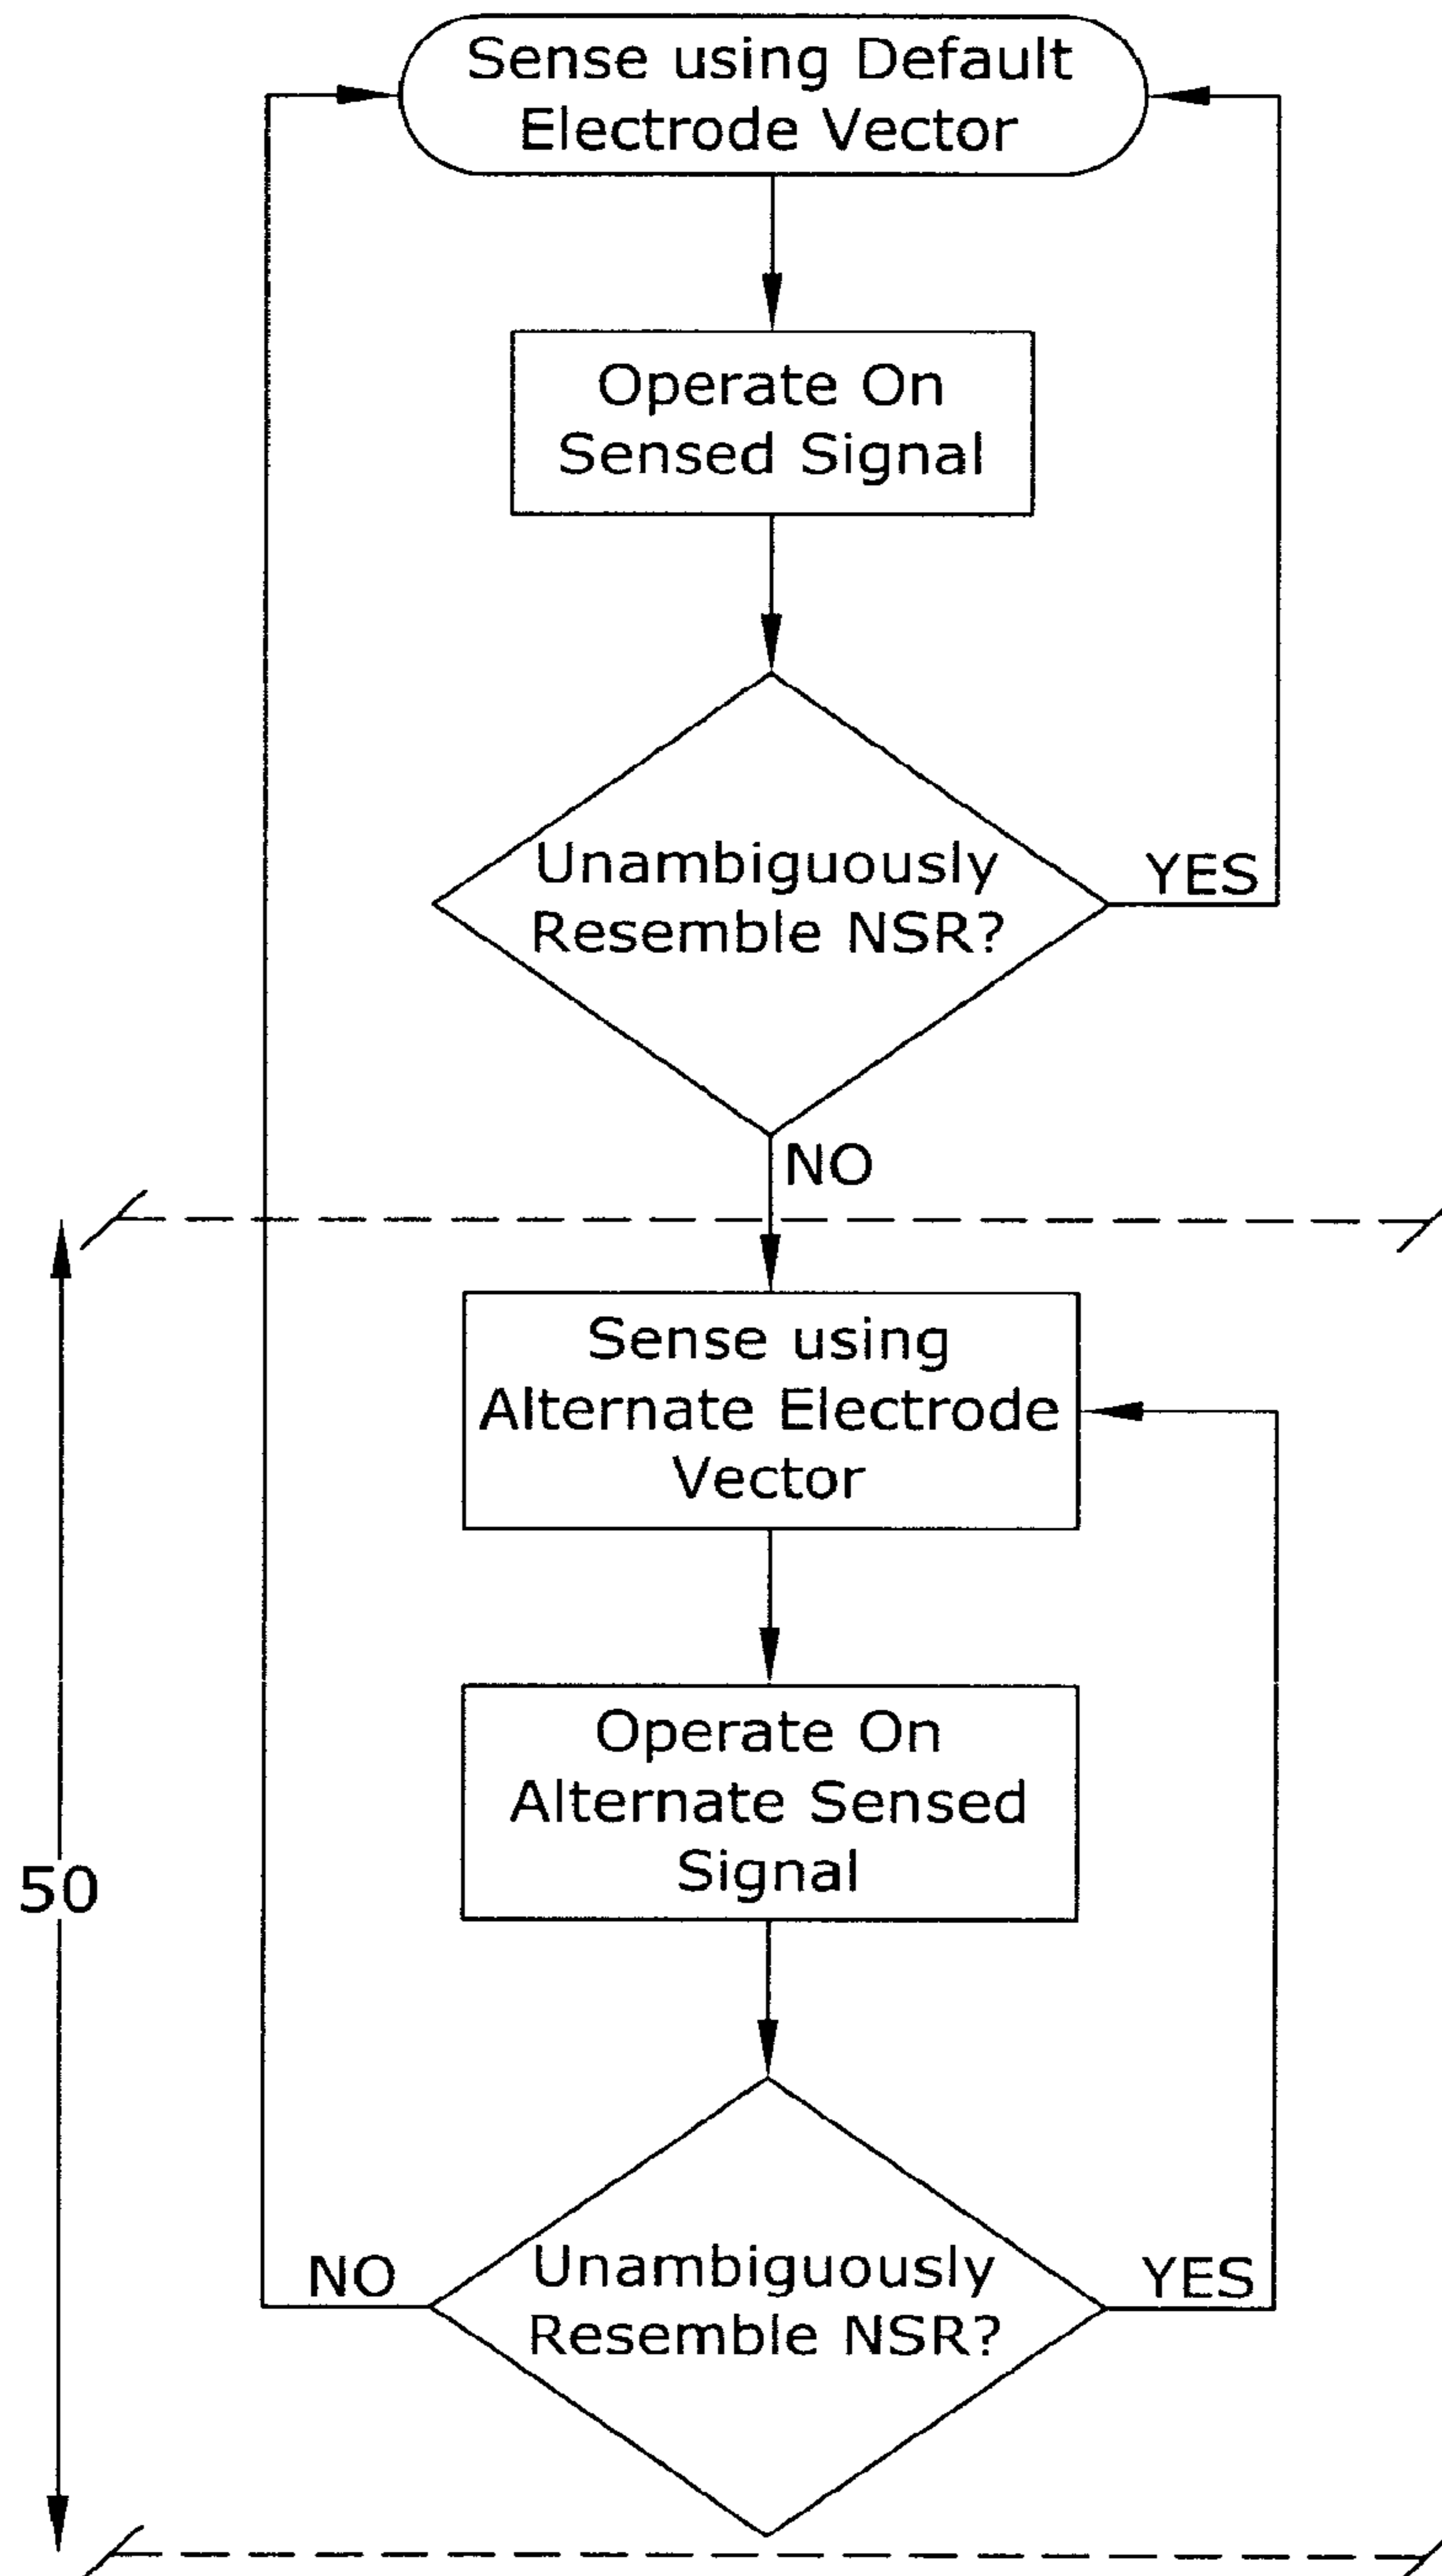 Sense using Default
Electrode Vector
Operate On
Sensed Signal
Unambiguously
Resemble NSR?
YES
NO
Sense using
Alternate Electrode
Vector
Operate On
Alternate Sensed
Signal
50
Unambiguously
Resemble NSR?
NO
YES